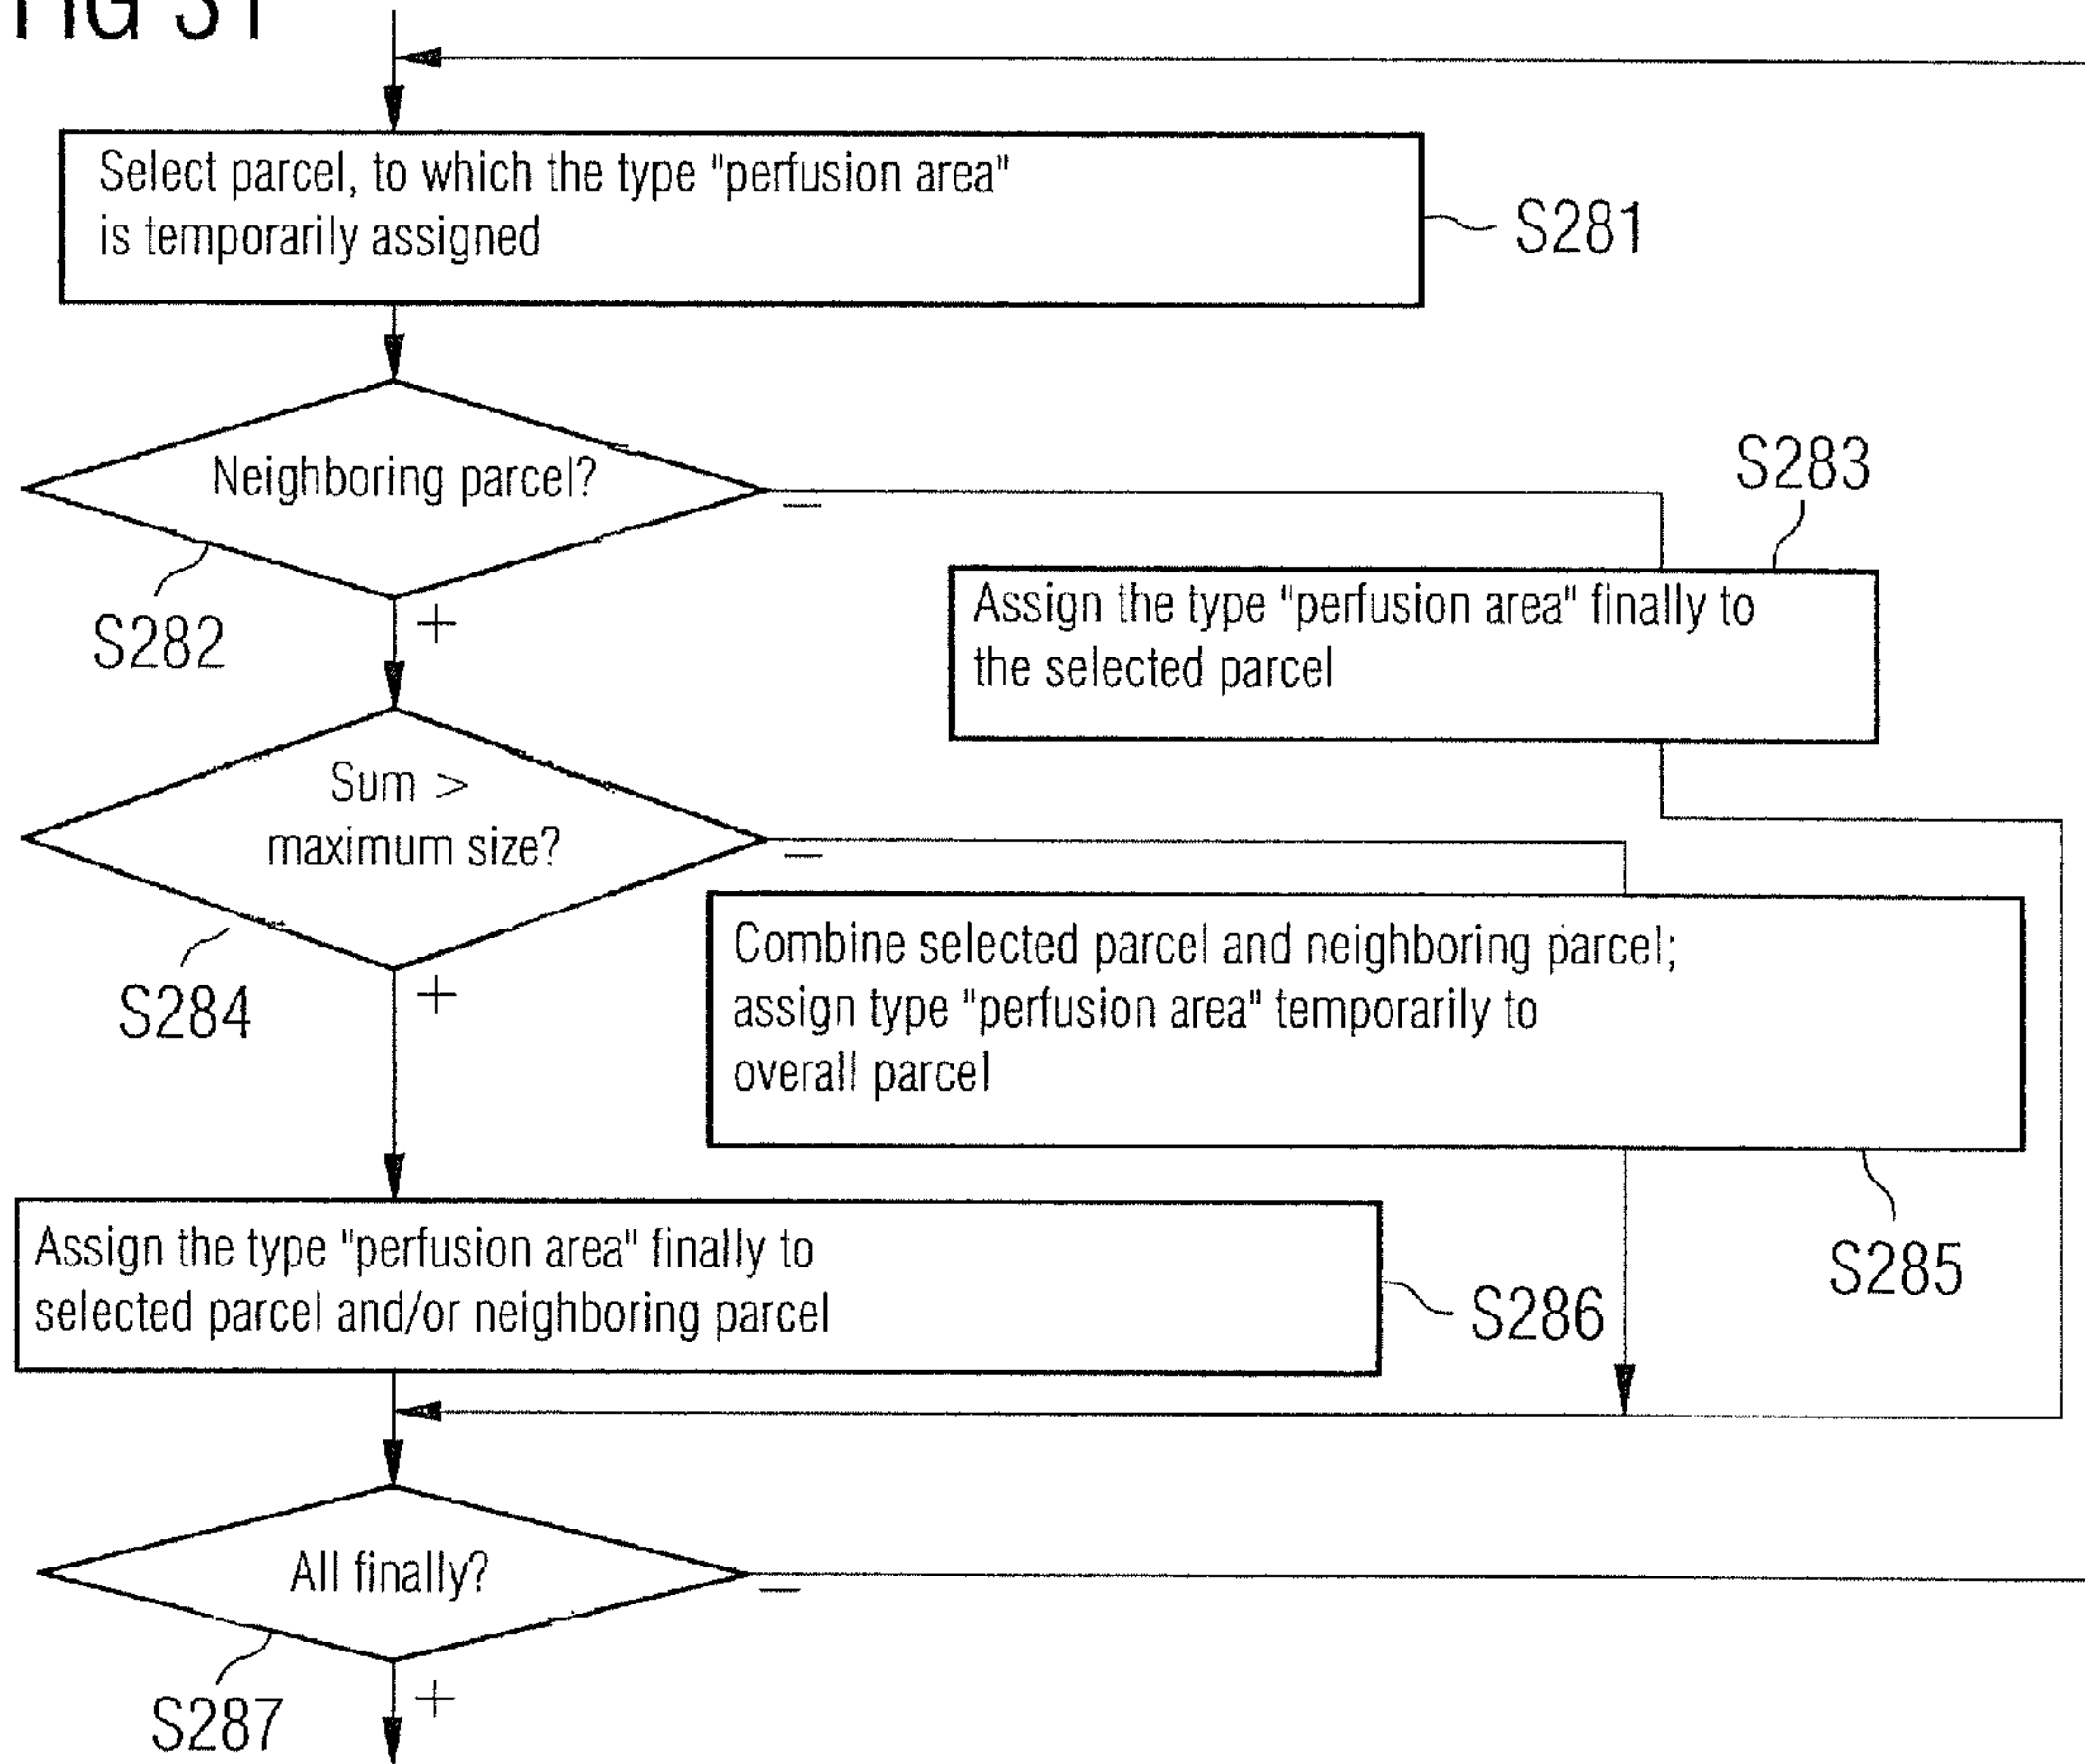 FIG 31
Select parcel, to which the type "perfusion area"
is temporarily assigned
S281
Neighboring parcel?
−
S282
+
S283
Assign the type "perfusion area" finally to
the selected parcel
Sum >
maximum size?
−
S284
+
Combine selected parcel and neighboring parcel;
assign type "perfusion area" temporarily to
overall parcel
S285
Assign the type "perfusion area" finally to
selected parcel and/or neighboring parcel
S286
All finally?
−
S287
+